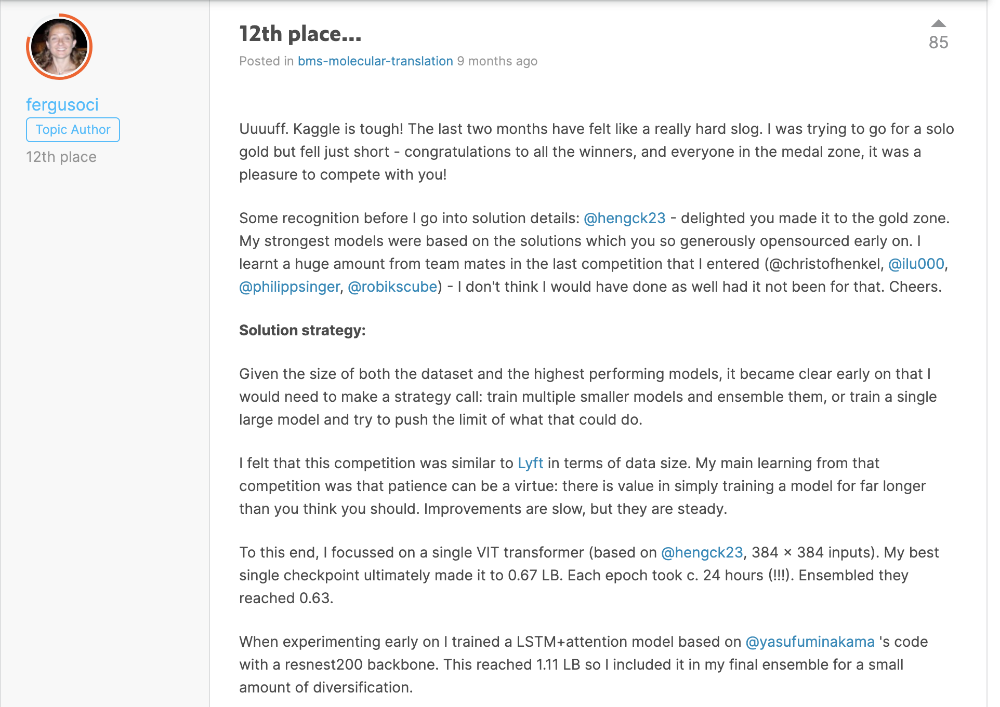 fergusoci
Topic Author
12th place
12th place...
85
Posted in bms-molecular-translation 9 months ago
Uuuuff. Kaggle is tough! The last two months have felt like a really hard slog. I was trying to go for a solo
gold but fell just short - congratulations to all the winners, and everyone in the medal zone, it was a
pleasure to compete with you!
Some recognition before I go into solution details: @hengck23 - delighted you made it to the gold zone.
My strongest models were based on the solutions which you so generously opensourced early on. I
learnt a huge amount from team mates in the last competition that I entered (@christofhenkel, @ilu000,
@philippsinger, @robikscube) - I don't think I would have done as well had it not been for that. Cheers.
Solution strategy:
Given the size of both the dataset and the highest performing models, it became clear early on that I
would need to make a strategy call: train multiple smaller models and ensemble them, or train a single
large model and try to push the limit of what that could do.
I felt that this competition was similar to Lyft in terms of data size. My main learning from that
competition was that patience can be a virtue: there is value in simply training a model for far longer
than you think you should. Improvements are slow, but they are steady.
To this end, I focussed on a single VIT transformer (based on @hengck23, 384 × 384 inputs). My best
single checkpoint ultimately made it to 0.67 LB. Each epoch took c. 24 hours (!!!). Ensembled they
reached 0.63.
When experimenting early on I trained a LSTM+attention model based on @yasufuminakama 's code
with a resnest200 backbone. This reached 1.11 LB so I included it in my final ensemble for a small
amount of diversification.